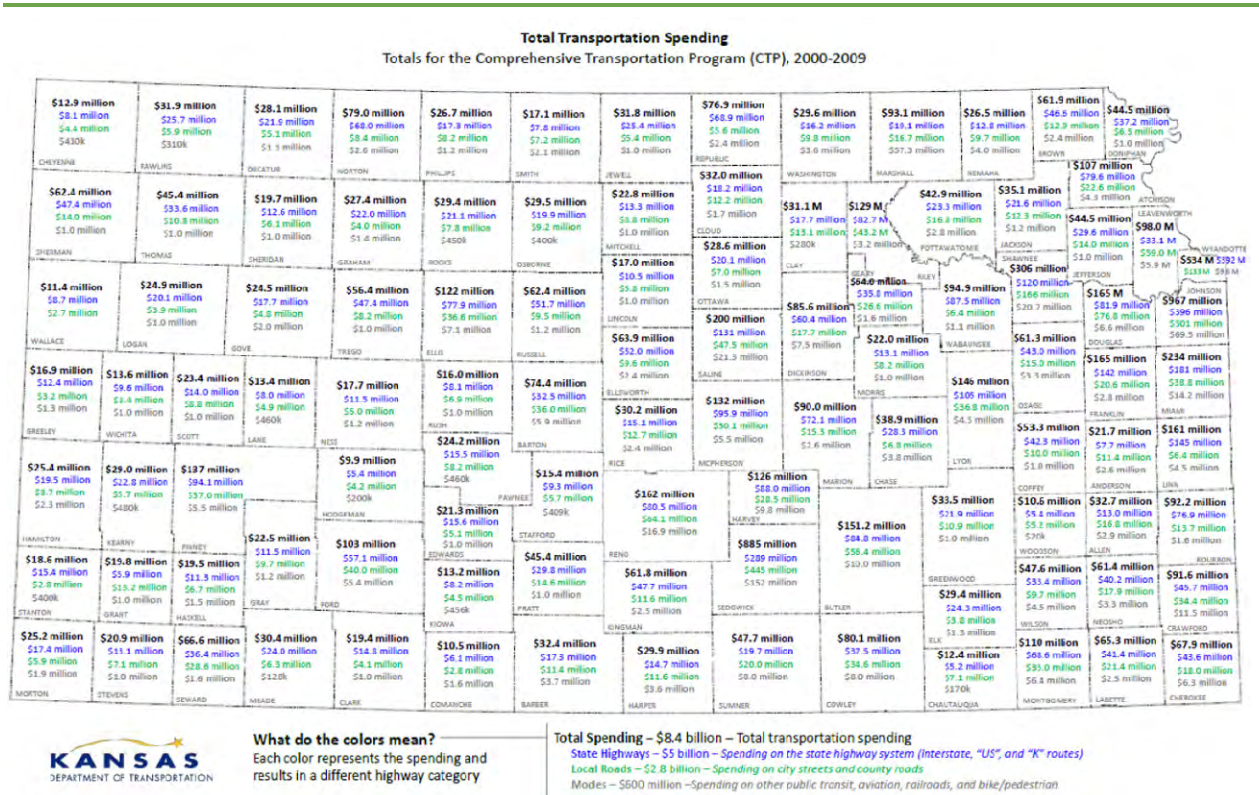 Total Transportation Spending
Totals for the Comprehensive Transportation Program (CTP), 2000-2009
$12.9 million
$8.1 million
$4.4 million
$410k
CHEYENNE
$31.9 million
$25.7 million
$5.9 million
$310k
RAWLINS
$28.1 million
$21.9 million
$5.1 million
DECATUR
$79.0 million
$68.0 million
$8.4 million
$2.6 million
NORTON
$26.7 million
$17.3 million
$8.2 million
$1.2 million
PHILLIPS
$17.1 million
$7.8 million
$7.2 million
$2.1 million
SMITH
$31.8 million
$25.4 million
$5.4 million
$1.0 million
JEWELL
$76.9 million
$68.9 million
$5.6 million
$2.4 million
REPUBLIC
$29.6 million
$16.2 million
$9.8 million
$3.6 million
WASHINGTON
$93.1 million
$19.1 million
$16.7 million
$57.3 million
MARSHALL
$26.5 million
$12.8 million
$9.7 million
$4.0 million
NEMAHA
$61.9 million
$46.5 million
$12.9 million
$2.4 million
BROWN
$44.5 million
$37.2 million
$6.5 million
$1.0 million
DONIPHAN
$107 million
$79.6 million
$22.6 million
$4.3 million
ATCHISON
$62.4 million
$47.4 million
$14.0 million
$1.0 million
SHERMAN
$45.4 million
$33.6 million
$10.8 million
$1.0 million
THOMAS
$19.7 million
$12.6 million
$6.1 million
$1.0 million
SHERIDAN
$27.4 million
$22.0 million
$4.0 million
$1.4 million
GRAHAM
$29.4 million
$21.1 million
$7.8 million
$450k
ROOKS
$29.5 million
$19.9 million
$9.2 million
$400k
OSBORNE
$22.8 million
$13.3 million
$8.8 million
$1.0 million
MITCHELL
$32.0 million
$18.2 million
$12.2 million
$1.7 million
CLOUD
$31.1 M
$17.7 million
$13.1 million
$280k
CLAY
$129 M
$82.7 M
$43.2 M
$3.2 million
RILEY
$42.9 million
$23.3 million
$16.8 million
$2.8 million
POTTAWATOMIE
$35.1 million
$21.6 million
$12.3 million
$1.2 million
JACKSON
$44.5 million
$29.6 million
$14.0 million
$1.0 million
JEFFERSON
LEAVENWORTH
$98.0 M
$33.1 M
$59.0 M
$5.9 M
WYANDOTTE
$534 M
$392 M
$133M
$11.4 million
$8.7 million
$2.7 million
WALLACE
$24.9 million
$20.1 million
$3.9 million
$1.0 million
LOGAN
$24.5 million
$17.7 million
$4.8 million
$2.0 million
GOVE
$56.4 million
$47.4 million
$8.2 million
$1.0 million
TREGO
$122 million
$77.9 million
$36.6 million
$7.1 million
ELLIS
$62.4 million
$51.7 million
$9.5 million
$1.2 million
RUSSELL
$17.0 million
$10.5 million
$5.8 million
$1.0 million
LINCOLN
$28.6 million
$20.1 million
$7.0 million
$1.5 million
OTTAWA
$85.6 million
$60.4 million
$17.7 million
$7.5 million
DICKINSON
GEARY
$64.0 million
$35.8 million
$26.6 million
$1.6 million
$94.9 million
$87.5 million
$6.4 million
$1.1 million
WABAUNSEE
SHAWNEE
$306 million
$120 million
$166 million
$20.7 million
$165 M
$81.9 million
$76.8 million
$6.6 million
DOUGLAS
JOHNSON
$967 million
$396 million
$501 million
$69.5 million
$200 million
$131 million
$47.5 million
$21.3 million
SALINE
$63.9 million
$52.0 million
$9.6 million
$2.4 million
ELLSWORTH
$22.0 million
$13.1 million
$8.2 million
$1.0 million
MORRIS
$61.3 million
$43.0 million
$15.0 million
OSAGE
$165 million
$142 million
$20.6 million
$2.8 million
FRANKLIN
$234 million
$181 million
$38.8 million
$14.2 million
MIAMI
$16.9 million
$12.4 million
$3.2 million
$1.3 million
GREELEY
$13.6 million
$9.6 million
$1.0 million
WICHITA
$23.4 million
$14.0 million
$8.8 million
$1.0 million
SCOTT
$13.4 million
$8.0 million
$4.9 million
$460k
LANE
$17.7 million
$11.5 million
$5.0 million
$1.2 million
NESS
$16.0 million
$8.1 million
$6.9 million
$1.0 million
RUSH
$74.4 million
$32.5 million
$36.0 million
$5.9 million
BARTON
$30.2 million
$15.1 million
$12.7 million
$2.4 million
RICE
$132 million
$95.9 million
$30.1 million
$5.5 million
MCPHERSON
$90.0 million
$72.1 million
$15.3 million
$2.6 million
MARION
$38.9 million
$28.3 million
$6.8 million
$3.8 million
CHASE
$146 million
$105 million
$36.8 million
$4.5 million
LYON
$53.3 million
$42.3 million
$10.0 million
$1.0 million
COFFEY
$21.7 million
$7.7 million
$11.4 million
$2.6 million
ANDERSON
$161 million
$145 million
$6.4 million
$4.5 million
LINN
$25.4 million
$19.5 million
$2.3 million
HAMILTON
$29.0 million
$22.8 million
$5.7 million
$480k
KEARNY
$137 million
$94.1 million
$37.0 million
$5.5 million
FINNEY
$9.9 million
$5.4 million
$4.2 million
$200k
HODGEMAN
$24.2 million
$15.5 million
$8.2 million
$460k
PAWNEE
$15.4 million
$9.3 million
$5.7 million
$409k
STAFFORD
$162 million
$80.5 million
$64.1 million
$16.9 million
RENO
$126 million
$88.0 million
$28.5 million
$9.8 million
HARVEY
$151.2 million
$84.8 million
$56.4 million
$10.0 million
BUTLER
$33.5 million
$21.9 million
$10.9 million
$1.0 million
GREENWOOD
$10.6 million
$5.4 million
$5.2 million
WOODSON
$32.7 million
$13.0 million
$16.8 million
$2.9 million
ALLEN
$92.2 million
$76.9 million
$13.7 million
$1.6 million
BOURBON
$18.6 million
$15.4 million
$2.8 million
$400k
STANTON
$19.8 million
$5.9 million
$13.2 million
$1.0 million
GRANT
$19.5 million
$11.3 million
$6.7 million
$1.5 million
HASKELL
$22.5 million
$11.5 million
$9.7 million
$1.2 million
GRAY
$103 million
$57.1 million
$40.0 million
$5.4 million
FORD
$21.3 million
$15.6 million
$5.1 million
$1.0 million
EDWARDS
$13.2 million
$8.2 million
$4.5 million
$456k
KIOWA
$45.4 million
$29.8 million
$14.6 million
$1.0 million
PRATT
$61.8 million
$47.7 million
$11.6 million
$2.5 million
KINGMAN
$885 million
$289 million
$445 million
$152 million
SEDGWICK
$29.4 million
$24.3 million
$3.8 million
$1.3 million
ELK
$47.6 million
$33.4 million
$9.7 million
$4.5 million
WILSON
$61.4 million
$40.2 million
$17.9 million
$3.3 million
NEOSHO
$91.6 million
$45.7 million
$34.4 million
$11.5 million
CRAWFORD
$25.2 million
$17.4 million
$5.9 million
$1.9 million
MORTON
$20.9 million
$11.1 million
$7.1 million
$1.0 million
STEVENS
$66.6 million
$36.4 million
$28.6 million
$1.6 million
SEWARD
$30.4 million
$24.0 million
$6.3 million
$128k
MEADE
$19.4 million
$14.3 million
$4.1 million
$1.0 million
CLARK
$10.5 million
$6.1 million
$2.8 million
$1.6 million
COMANCHE
$32.4 million
$17.3 million
$11.4 million
$3.7 million
BARBER
$29.9 million
$14.7 million
$11.6 million
$3.6 million
HARPER
$47.7 million
$19.7 million
$20.0 million
$8.0 million
SUMNER
$80.1 million
$37.5 million
$34.6 million
$8.0 million
COWLEY
$12.4 million
$5.2 million
$7.1 million
$170k
CHAUTAUQUA
$110 million
$68.6 million
$35.0 million
$6.4 million
MONTGOMERY
$65.3 million
$41.4 million
$21.4 million
$2.5 million
LABETTE
$67.9 million
$43.6 million
$18.0 million
$6.3 million
CHEROKEE
KANSAS
DEPARTMENT OF TRANSPORTATION
What do the colors mean?
Each color represents the spending and
results in a different highway category
Total Spending – $8.4 billion – Total transportation spending
State Highways – $5 billion – Spending on the state highway system (Interstate, “US”, and “K” routes)
Local Roads – $2.8 billion – Spending on city streets and county roads
Modes – $600 million –Spending on other public transit, aviation, railroads, and bike/pedestrian